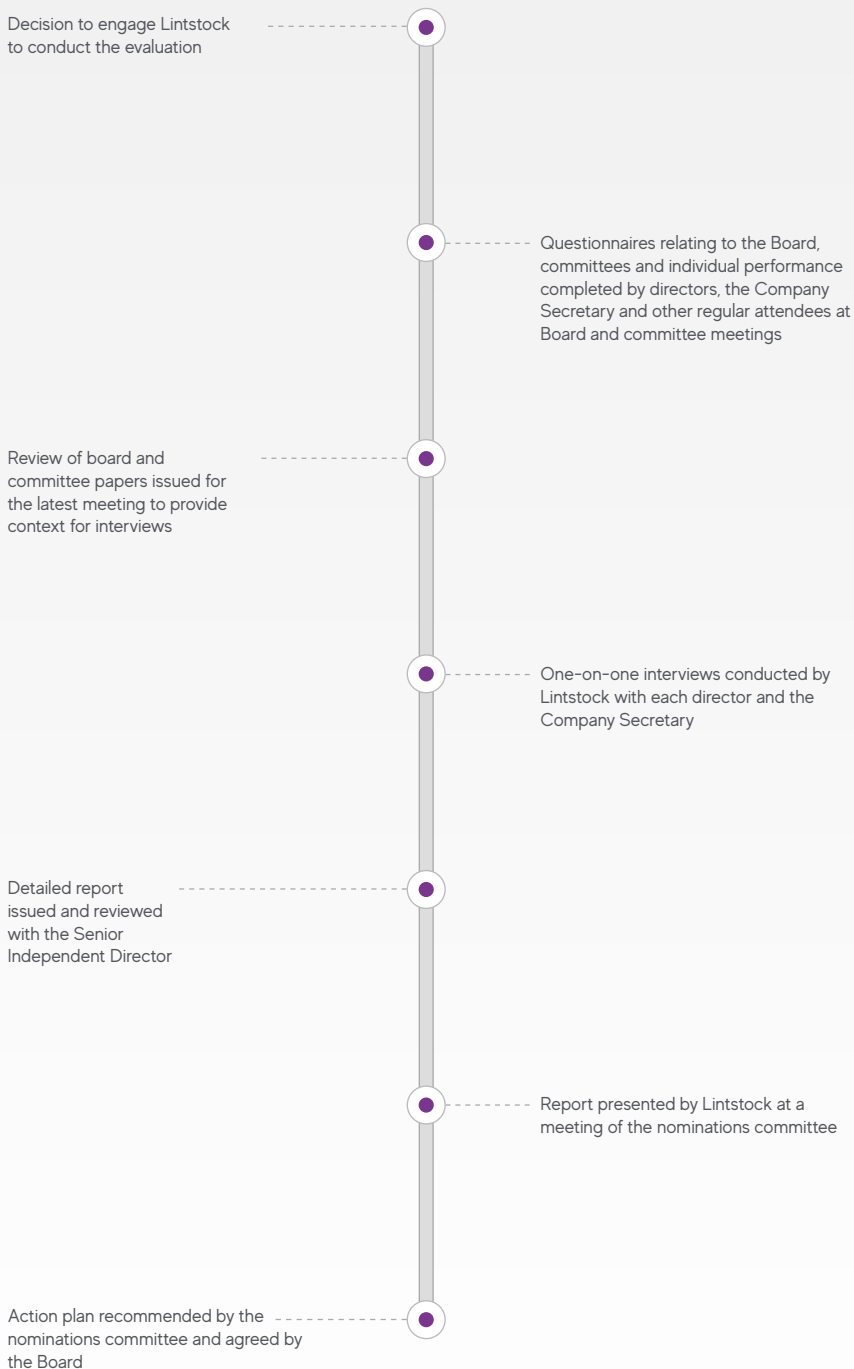 Decision to engage Lintstock
to conduct the evaluation
Questionnaires relating to the Board,
committees and individual performance
completed by directors, the Company
Secretary and other regular attendees at
Board and committee meetings
Review of board and
committee papers issued for
the latest meeting to provide
context for interviews
One-on-one interviews conducted by
Lintstock with each director and the
Company Secretary
Detailed report
issued and reviewed
with the Senior
Independent Director
Report presented by Lintstock at a
meeting of the nominations committee
Action plan recommended by the
nominations committee and agreed by
the Board